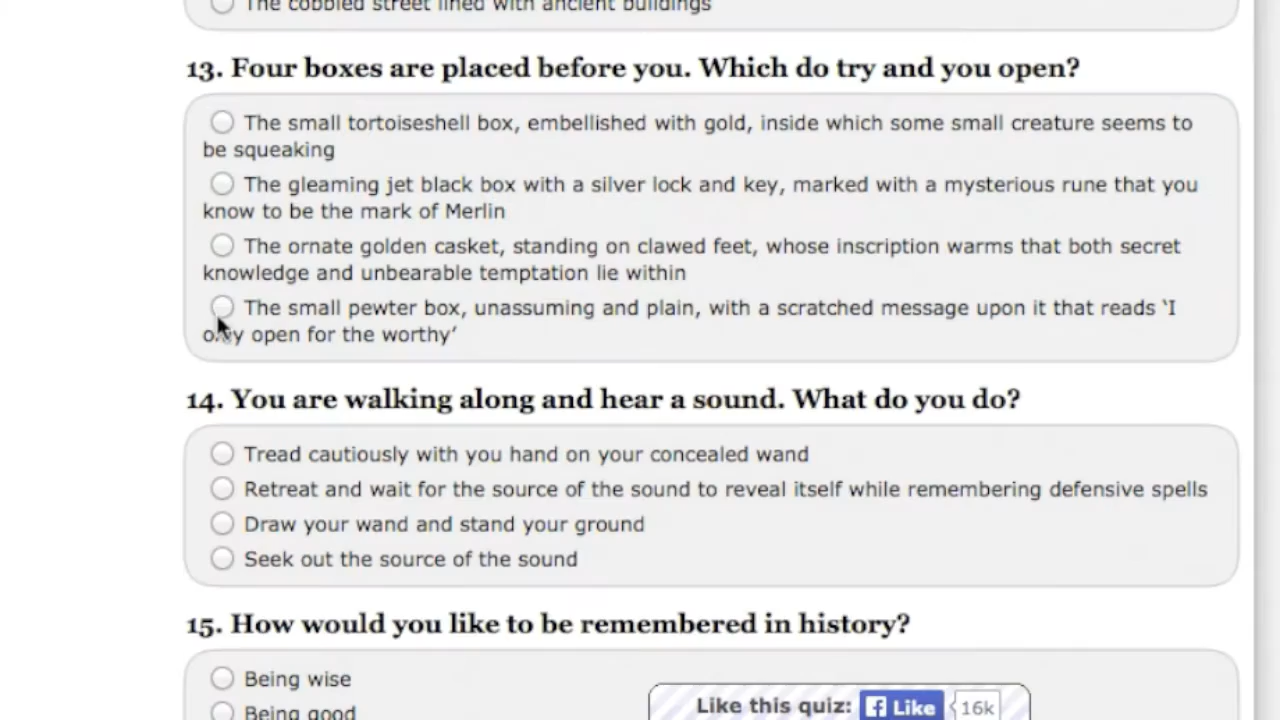 The cobbled street lined with ancient buildings
13. Four boxes are placed before you. Which do try and you open?
The small tortoiseshell box, embellished with gold, inside which some small creature seems to
be squeaking
The gleaming jet black box with a silver lock and key, marked with a mysterious rune that you
know to be the mark of Merlin
The ornate golden casket, standing on clawed feet, whose inscription warms that both secret
knowledge and unbearable temptation lie within
The small pewter box, unassuming and plain, with a scratched message upon it that reads ‘I
only open for the worthy’
14. You are walking along and hear a sound. What do you do?
Tread cautiously with you hand on your concealed wand
Retreat and wait for the source of the sound to reveal itself while remembering defensive spells
Draw your wand and stand your ground
Seek out the source of the sound
15. How would you like to be remembered in history?
Being wise
Being good
Like this quiz: Like 16k